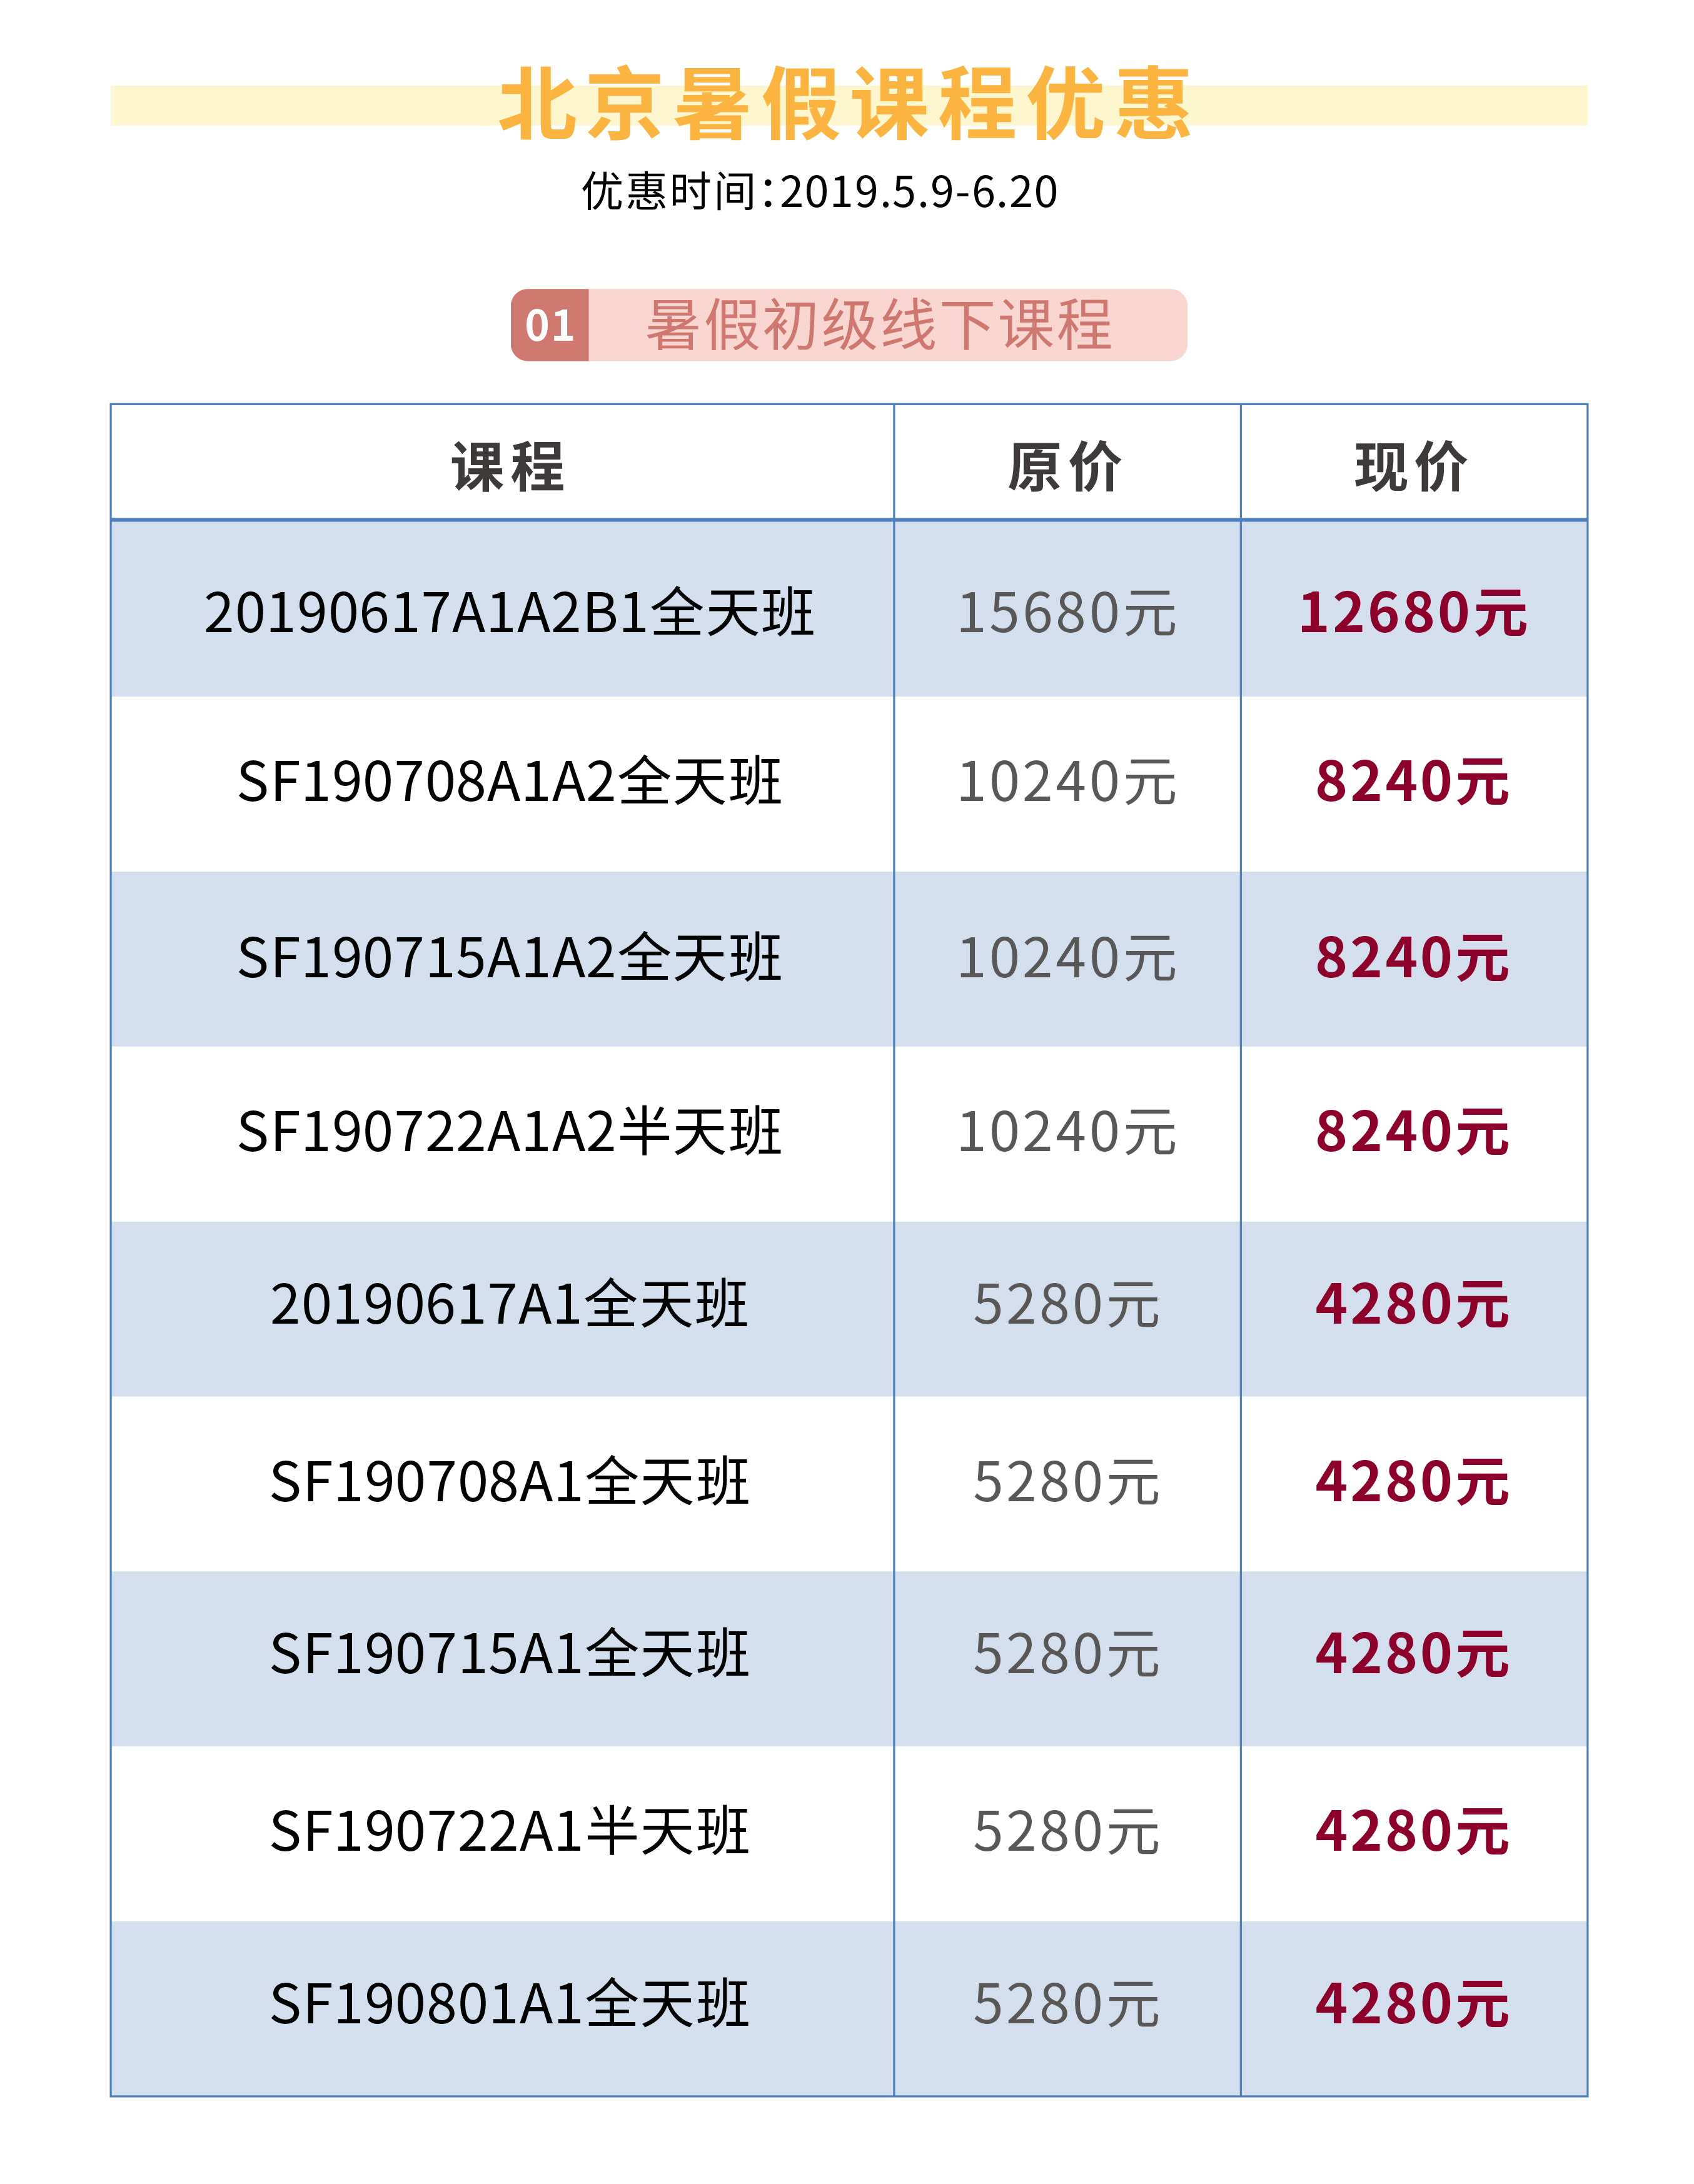 北京暑假课程优惠
优惠时间：2019.5.9-6.20
01 暑假初级线下课程
课程 原价 现价
20190617A1A2B1全天班 15680元 12680元
SF190708A1A2全天班 10240元 8240元
SF190715A1A2全天班 10240元 8240元
SF190722A1A2半天班 10240元 8240元
20190617A1全天班 5280元 4280元
SF190708A1全天班 5280元 4280元
SF190715A1全天班 5280元 4280元
SF190722A1半天班 5280元 4280元
SF190801A1全天班 5280元 4280元